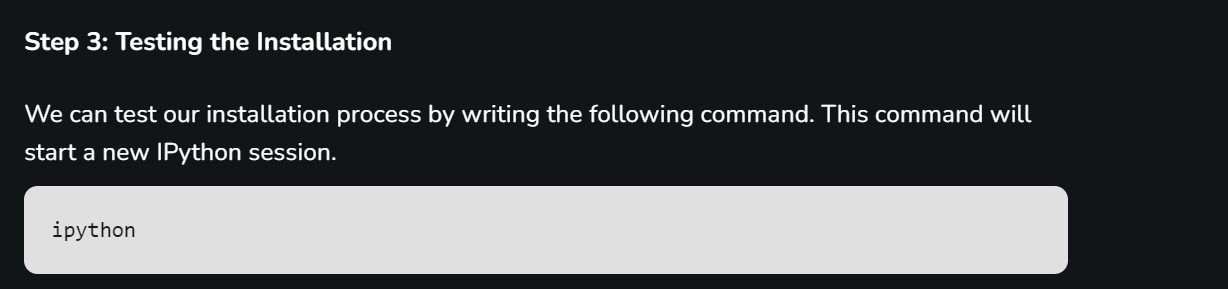 Step 3: Testing the Installation
We can test our installation process by writing the following command. This command will
start a new IPython session.
ipython